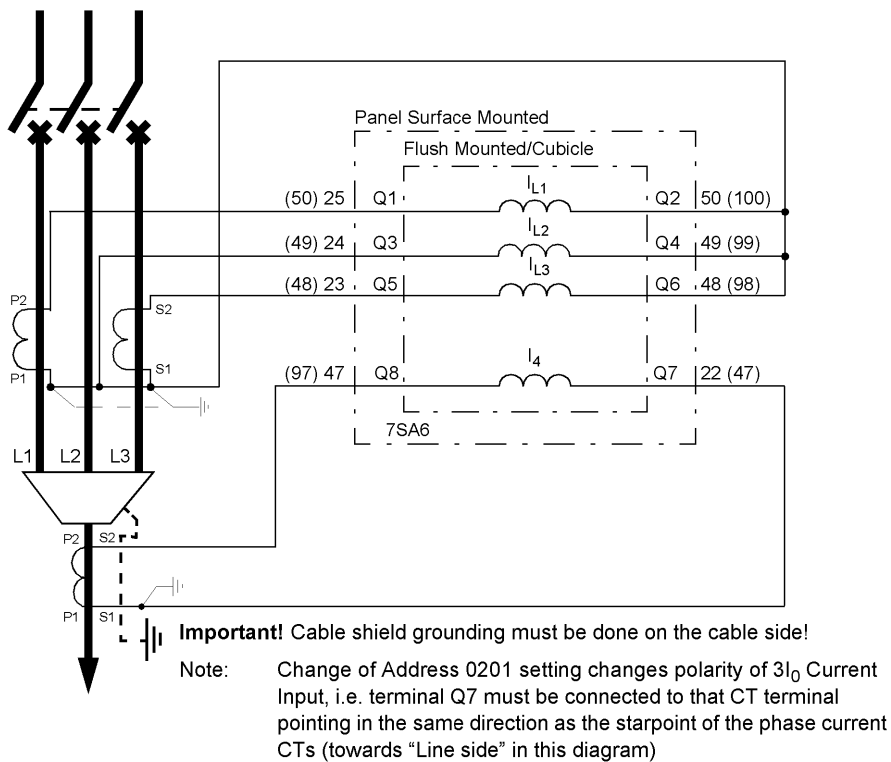 Panel Surface Mounted
Flush Mounted/Cubicle
IL1
(50) 25 Q1 Q2 50 (100)
IL2
(49) 24 Q3 Q4 49 (99)
IL3
(48) 23 Q5 Q6 48 (98)
P2 S2
P1 S1
I4
(97) 47 Q8 Q7 22 (47)
7SA6
L1 L2 L3
P2 S2
P1 S1
Important! Cable shield grounding must be done on the cable side!
Note: Change of Address 0201 setting changes polarity of 3I0 Current
Input, i.e. terminal Q7 must be connected to that CT terminal
pointing in the same direction as the starpoint of the phase current
CTs (towards “Line side” in this diagram)